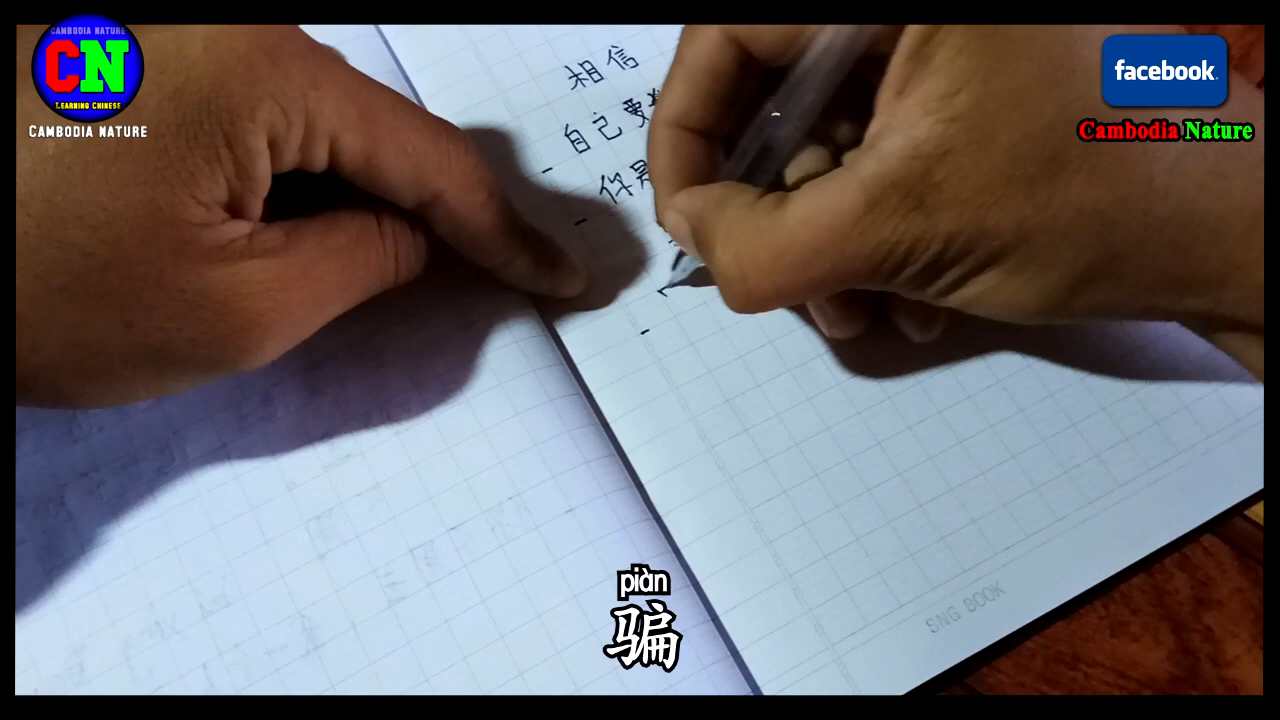 CAMBODIA NATURE
CN
LEARNING CHINESE
CAMBODIA NATURE
facebook
Cambodia Nature
相信
自己要
你是
SNG BOOK
piàn
骗